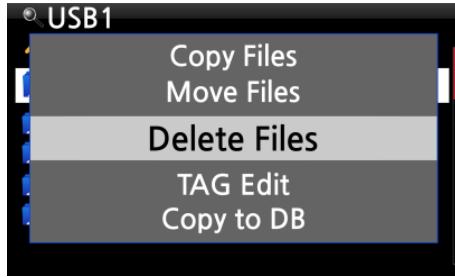 USB1
Copy Files
Move Files
Delete Files
TAG Edit
Copy to DB